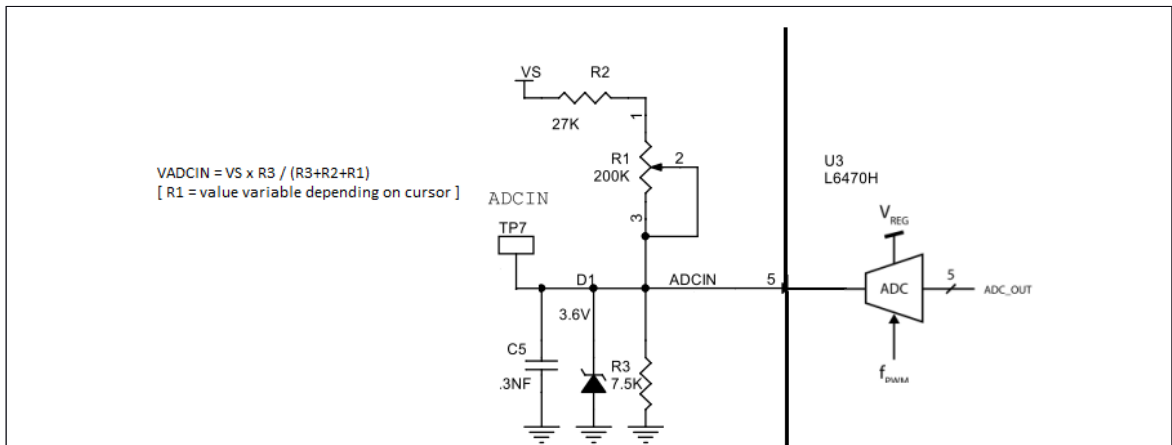 VS
R2
27K
1
R1
200K
2
3
VADCIN = VS x R3 / (R3+R2+R1)
[ R1 = value variable depending on cursor ]
ADCIN
TP7
D1
ADCIN
5
3.6V
C5
.3NF
R3
7.5K
U3
L6470H
VREG
ADC
5
ADC_OUT
fPWM